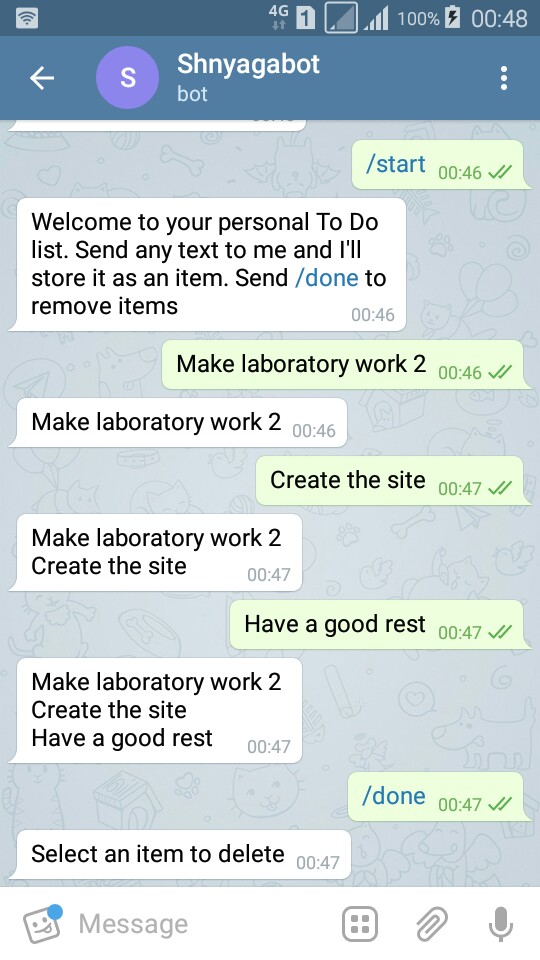 4G 1 100% 00:48
S
Shnyagabot
bot
/start 00:46
Welcome to your personal To Do
list. Send any text to me and I'll
store it as an item. Send /done to
remove items 00:46
Make laboratory work 2 00:46
Make laboratory work 2 00:46
Create the site 00:47
Make laboratory work 2
Create the site 00:47
Have a good rest 00:47
Make laboratory work 2
Create the site
Have a good rest 00:47
/done 00:47
Select an item to delete 00:47
Message